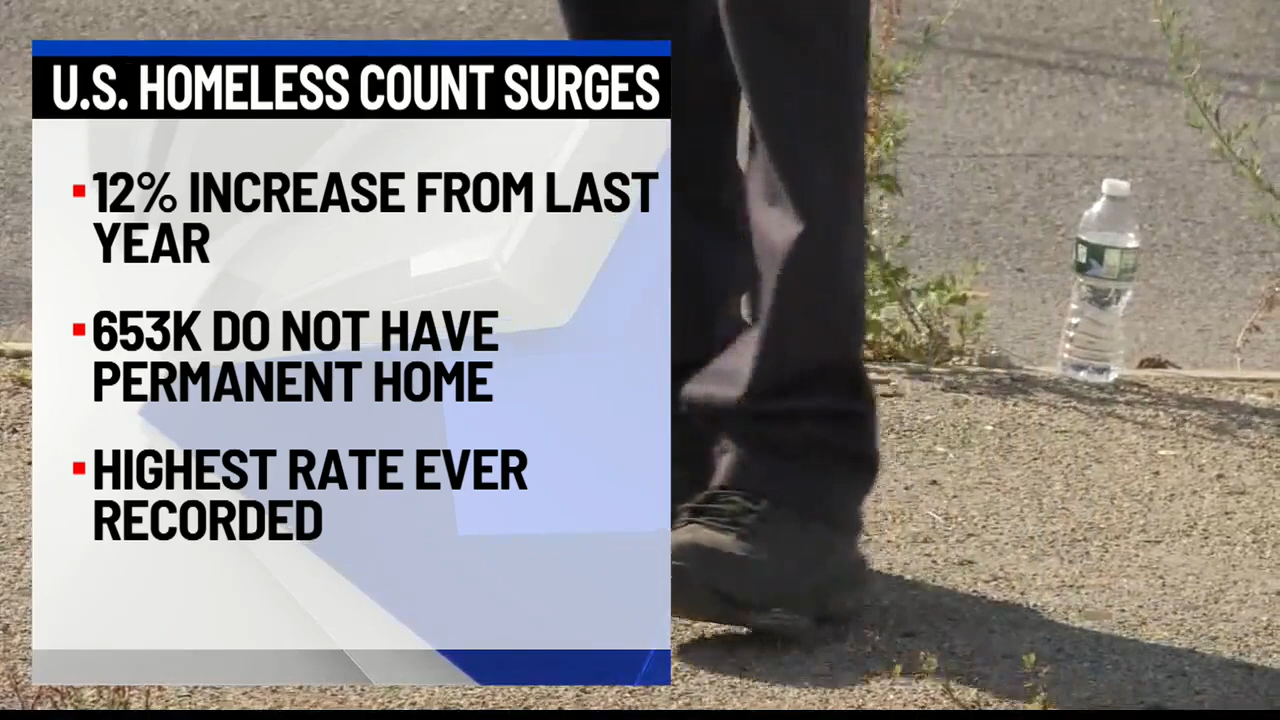 U.S. HOMELESS COUNT SURGES
12% INCREASE FROM LAST
YEAR
653K DO NOT HAVE
PERMANENT HOME
HIGHEST RATE EVER
RECORDED